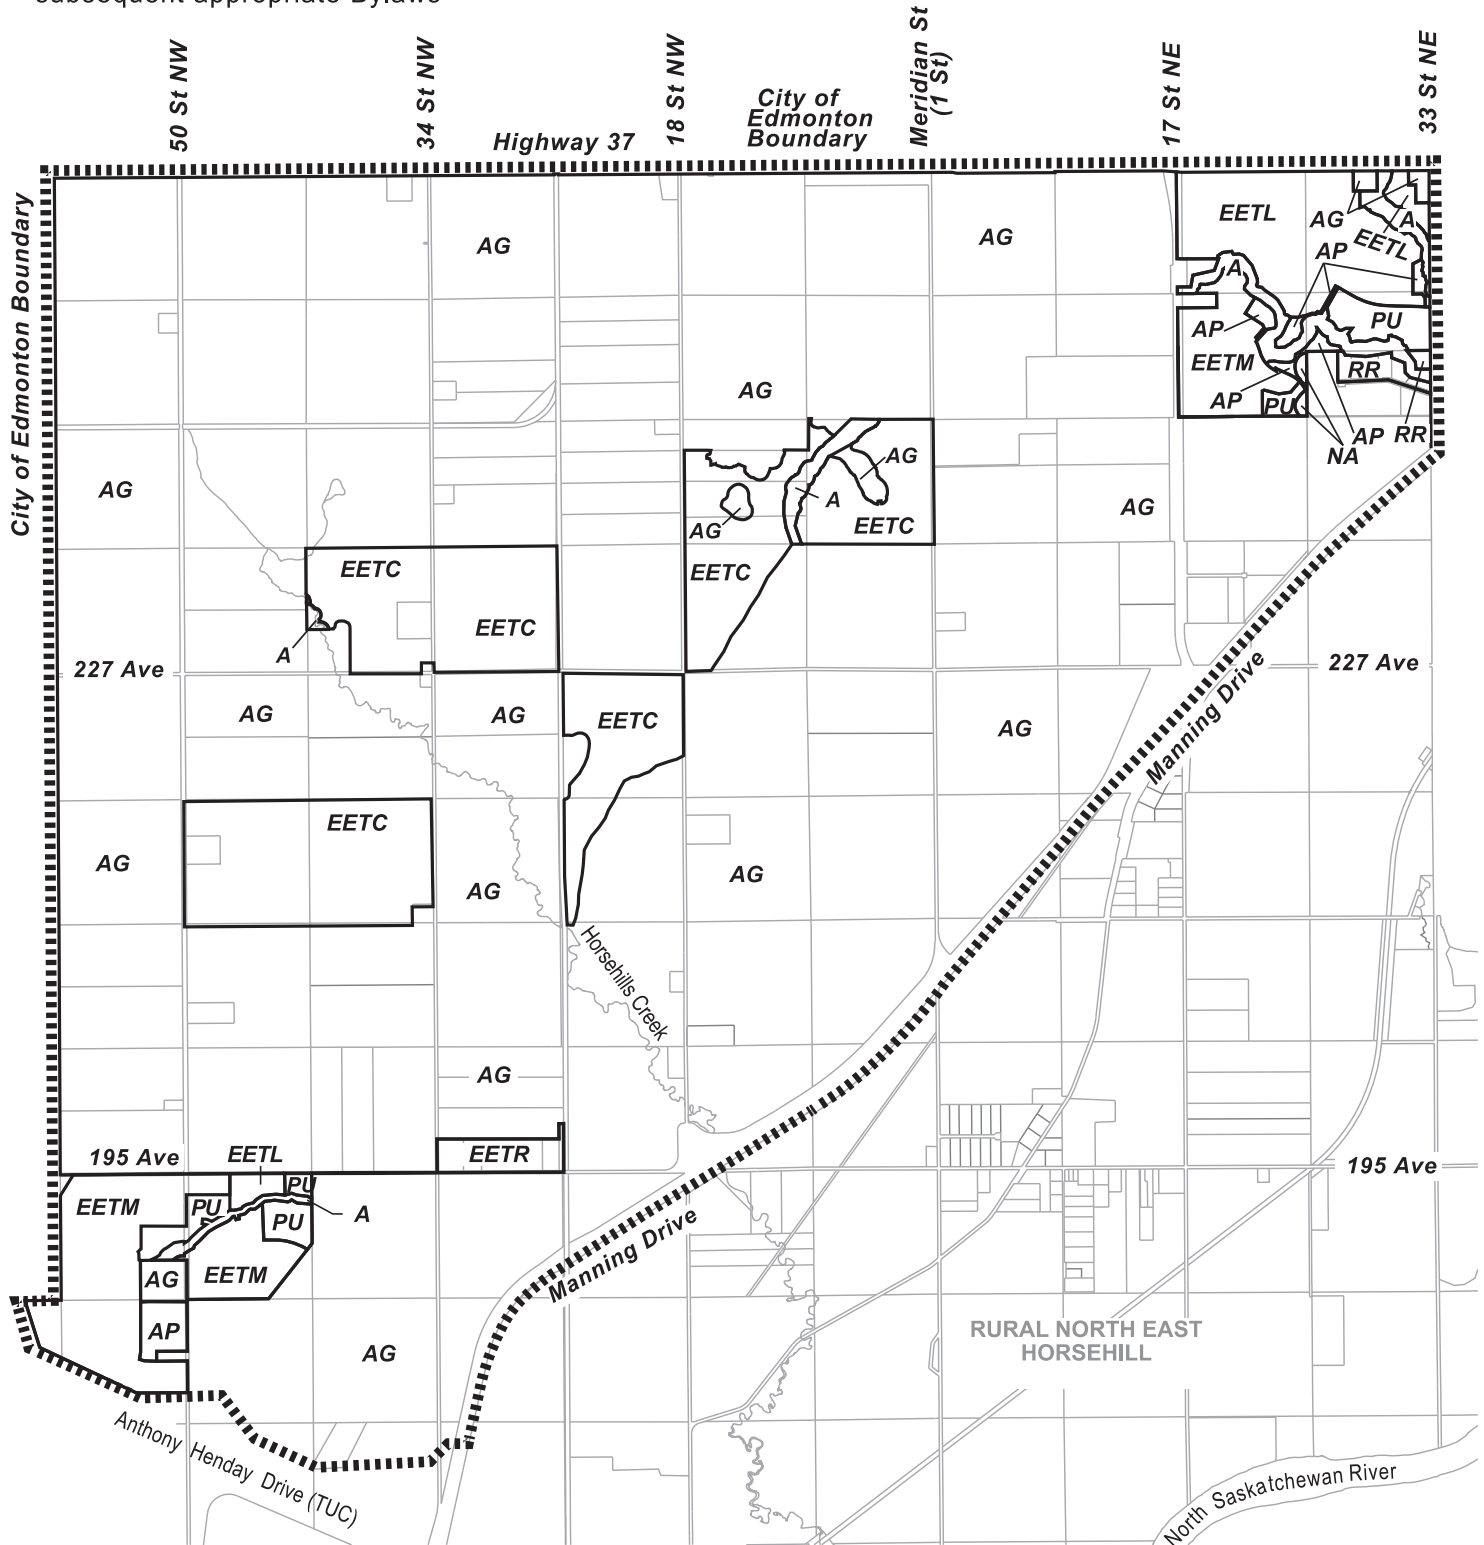 subsequent appropriate Bylaws
50 St NW
34 St NW
18 St NW
Meridian St
(1 St)
17 St NE
33 St NE
Highway 37
City of
Edmonton
Boundary
City of Edmonton Boundary
AG
AG
EETL
AG
A
EETL
AP
A
AP
PU
EETM
RR
AP
PU
AP
RR
NA
AG
AG
A
EETC
AG
EETC
AG
AG
EETC
EETC
A
227 Ave
227 Ave
Manning Drive
AG
AG
EETC
AG
EETC
AG
AG
AG
Horsehills Creek
AG
195 Ave
EETL
EETR
195 Ave
EETM
PU
PU
A
PU
AG
EETM
Manning Drive
AP
AG
RURAL NORTH EAST
HORSEHILL
Anthony Henday Drive (TUC)
North Saskatchewan River